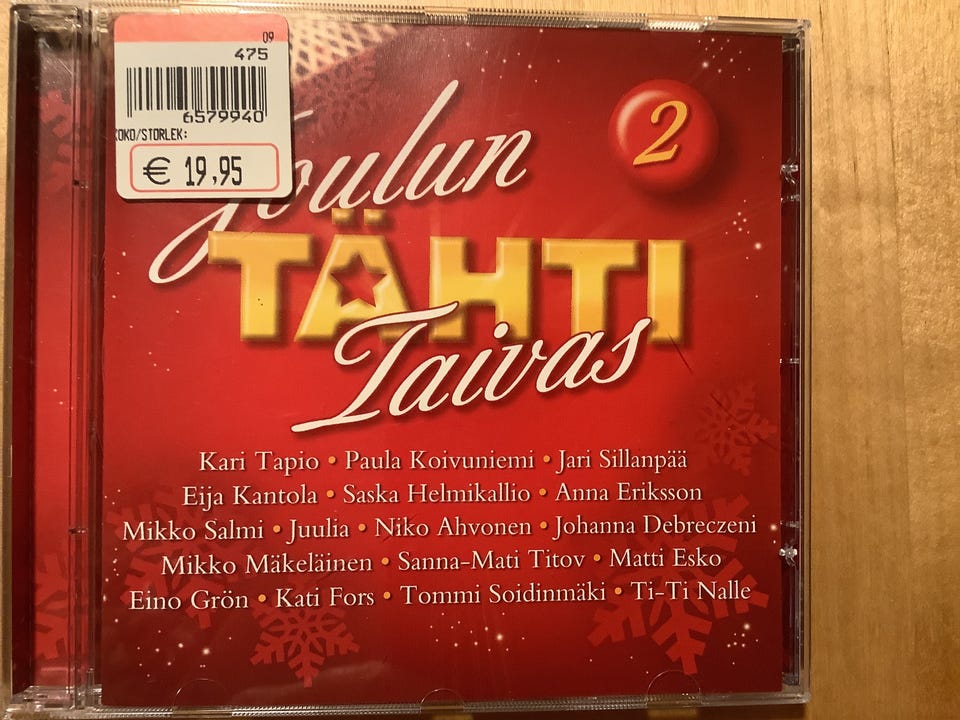 09
475
6579940
KOKO/STORLEK:
€ 19,95
2
Joulun
TÄHTI
Taivas
Kari Tapio • Paula Koivuniemi • Jari Sillanpää
Eija Kantola • Saska Helmikallio • Anna Eriksson
Mikko Salmi • Juulia • Niko Ahvonen • Johanna Debreczeni
Mikko Mäkeläinen • Sanna-Mati Titov • Matti Esko
Eino Grön • Kati Fors • Tommi Soidinmäki • Ti-Ti Nalle